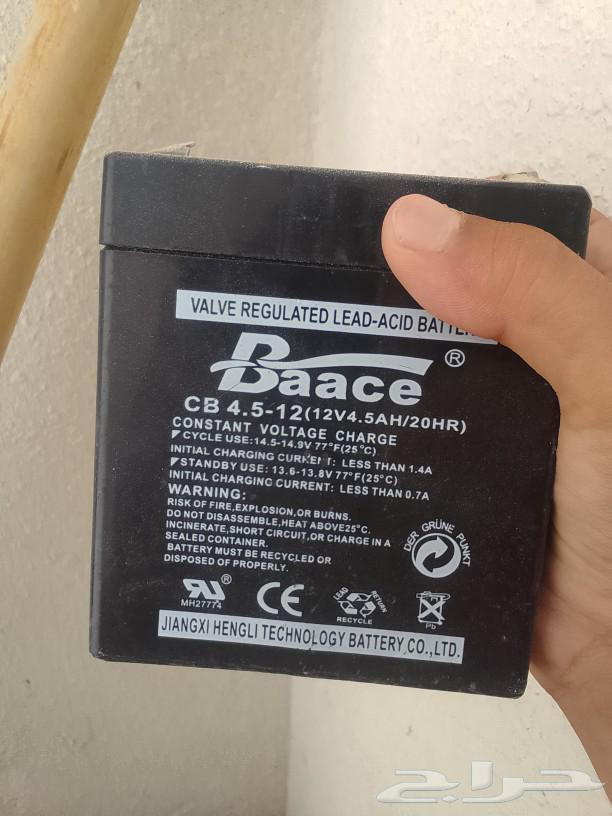 VALVE REGULATED LEAD-ACID
Baace ®
CB 4.5-12(12V4.5AH/20HR)
CONSTANT VOLTAGE CHARGE
CYCLE USE:14.5-14.9V 77°F(25°C)
INITIAL CHARGING CURRENT: LESS THAN 1.4A
STANDBY USE: 13.6-13.8V 77°F(25°C)
INITIAL CHARGING CURRENT: LESS THAN 0.7A
WARNING:
RISK OF FIRE,EXPLOSION,OR BURNS.
DO NOT DISASSEMBLE,HEAT ABOVE25°C.
INCINERATE,SHORT CIRCUIT,OR CHARGE IN A
SEALED CONTAINER.
BATTERY MUST BE RECYCLED OR
DISPOSED OF PROPERLY.
DER GRÜNE PUNKT
RU®
MH27774
CE
LEAD RETURN
RECYCLE
Pb
JIANGXI HENGLI TECHNOLOGY BATTERY CO.,LTD.
حراج